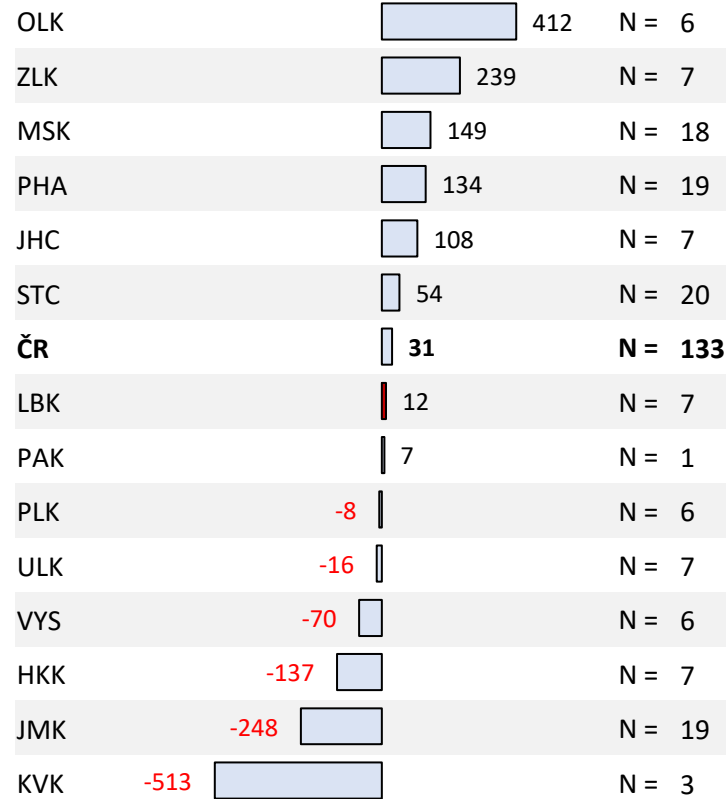 OLK 412 N = 6
ZLK 239 N = 7
MSK 149 N = 18
PHA 134 N = 19
JHC 108 N = 7
STC 54 N = 20
ČR 31 N = 133
LBK 12 N = 7
PAK 7 N = 1
PLK -8 N = 6
ULK -16 N = 7
VYS -70 N = 6
HKK -137 N = 7
JMK -248 N = 19
KVK -513 N = 3